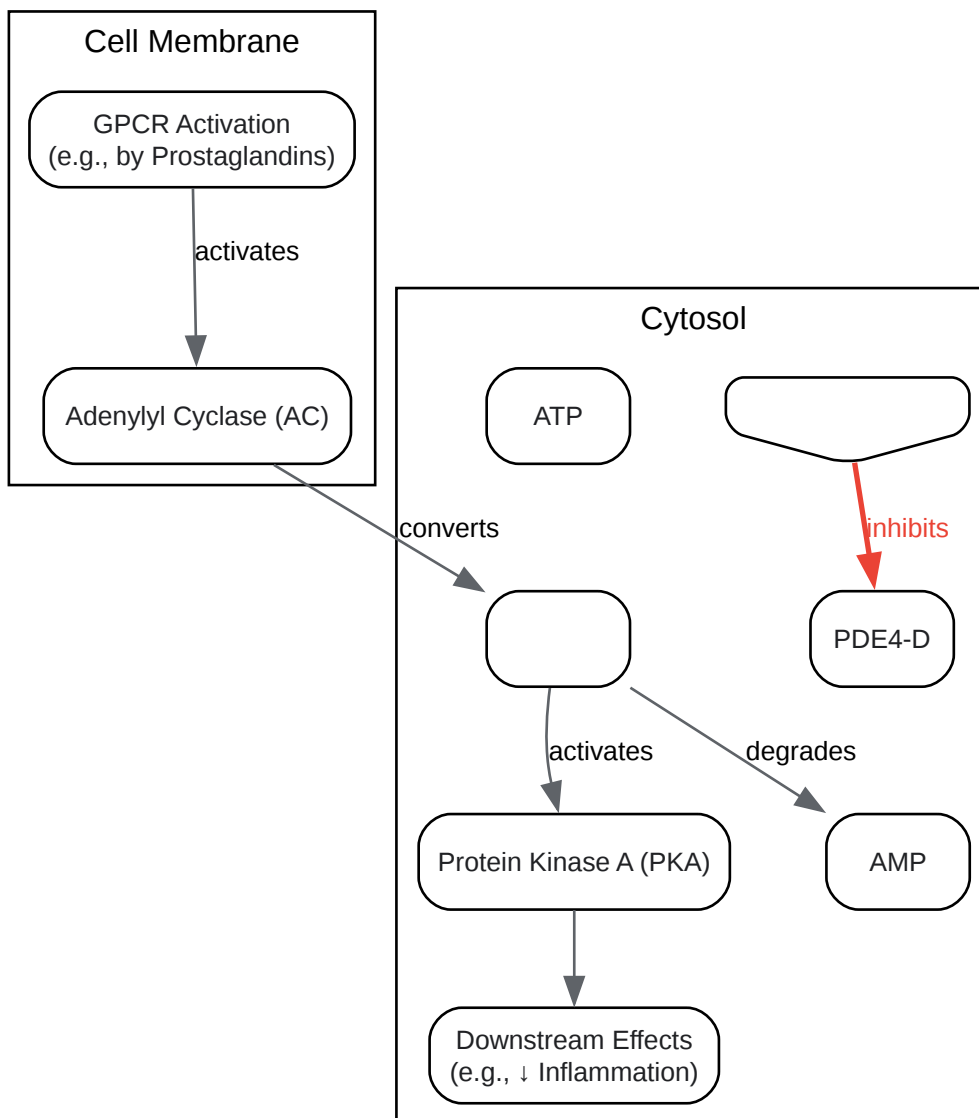 Cell Membrane
GPCR Activation
(e.g., by Prostaglandins)
activates
Adenylyl Cyclase (AC)
Cytosol
ATP
converts
inhibits
PDE4-D
activates
degrades
Protein Kinase A (PKA)
AMP
Downstream Effects
(e.g., ↓ Inflammation)